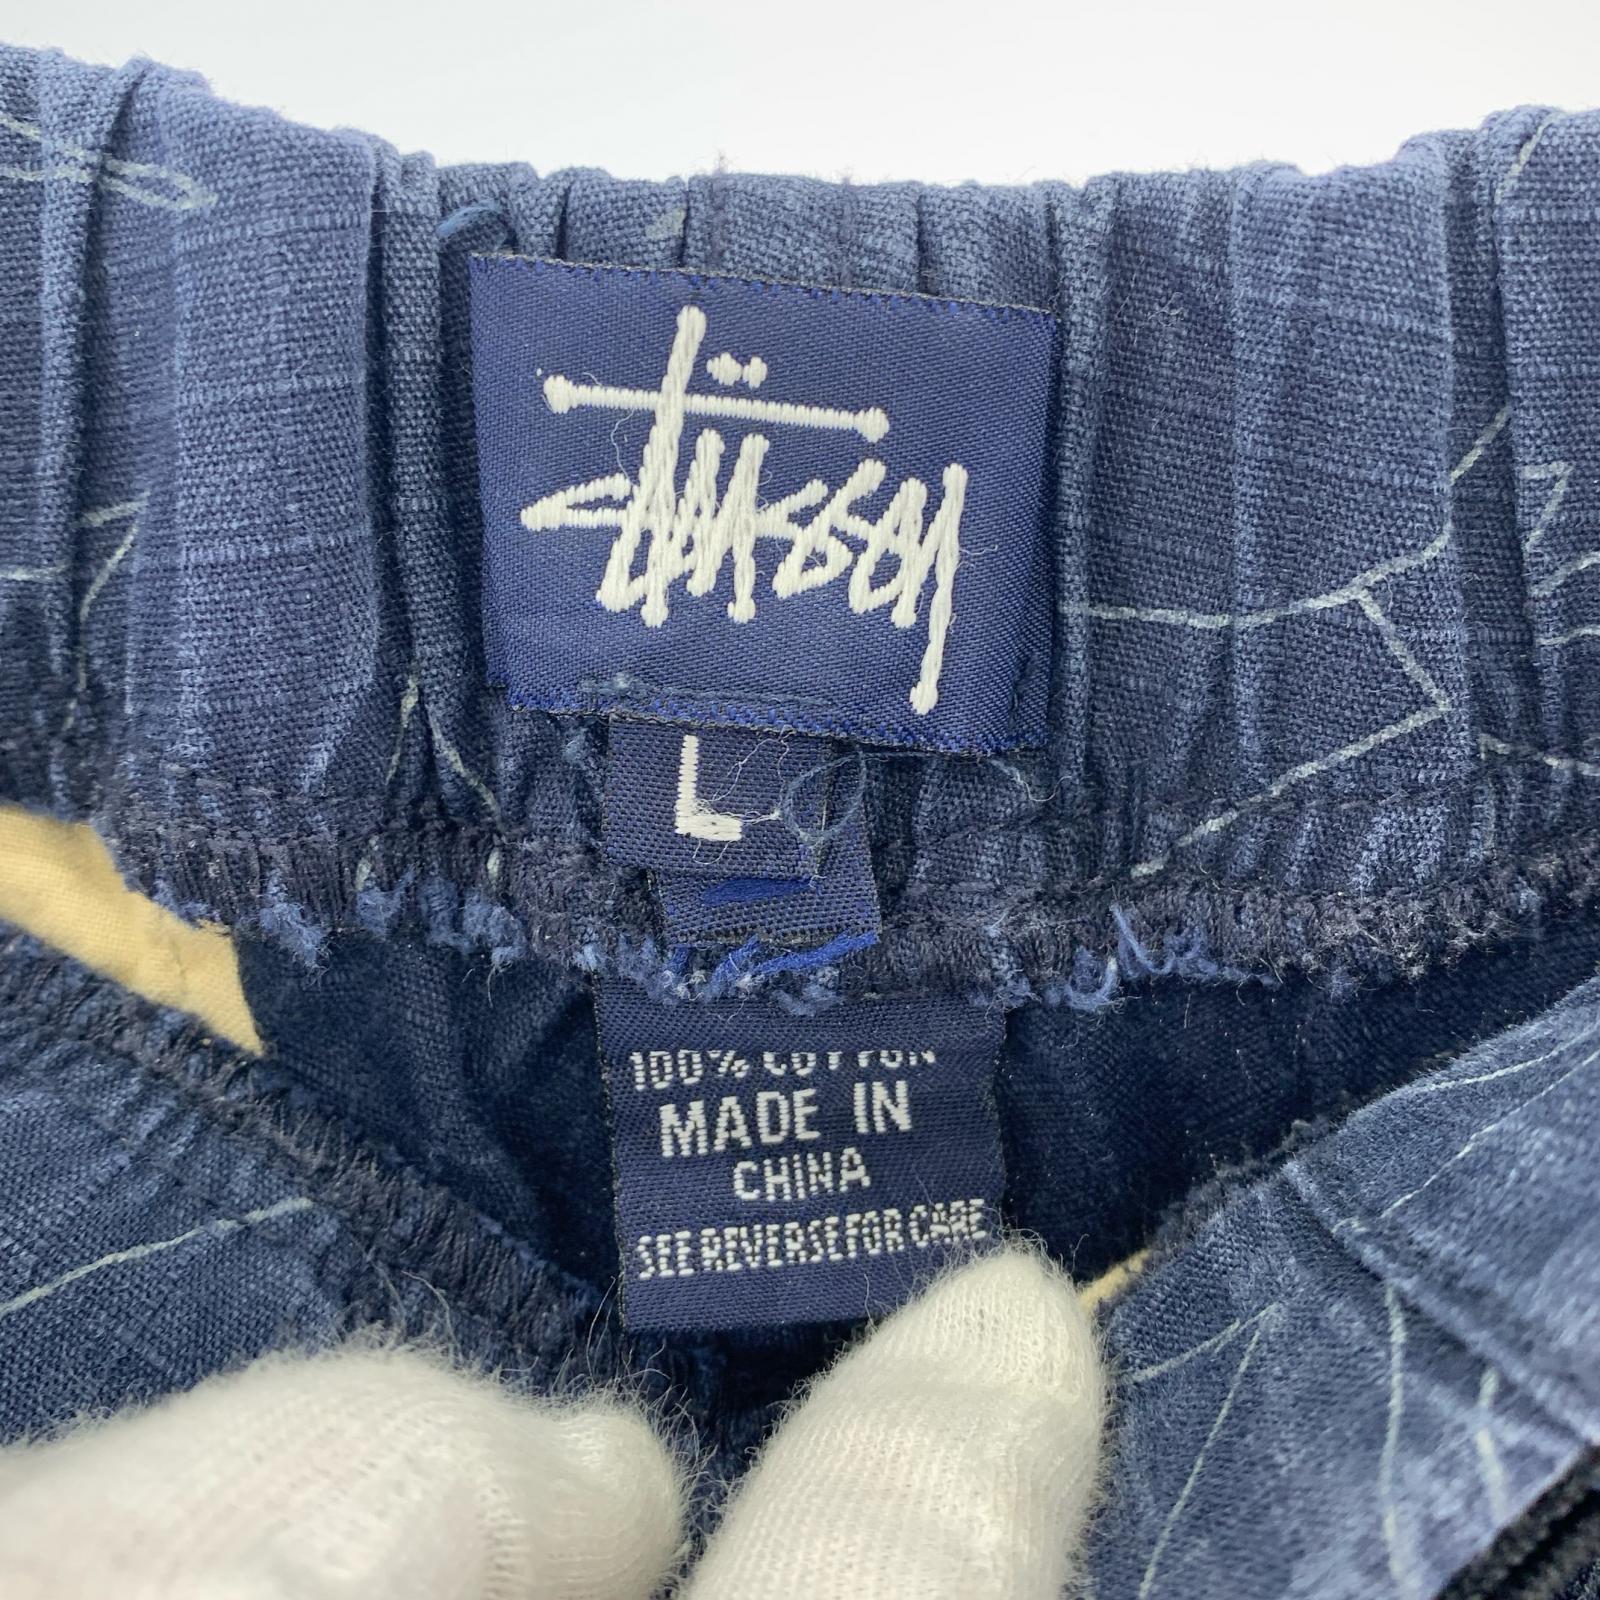 Stüssy
L
100% COTTON
MADE IN
CHINA
SEE REVERSE FOR CARE